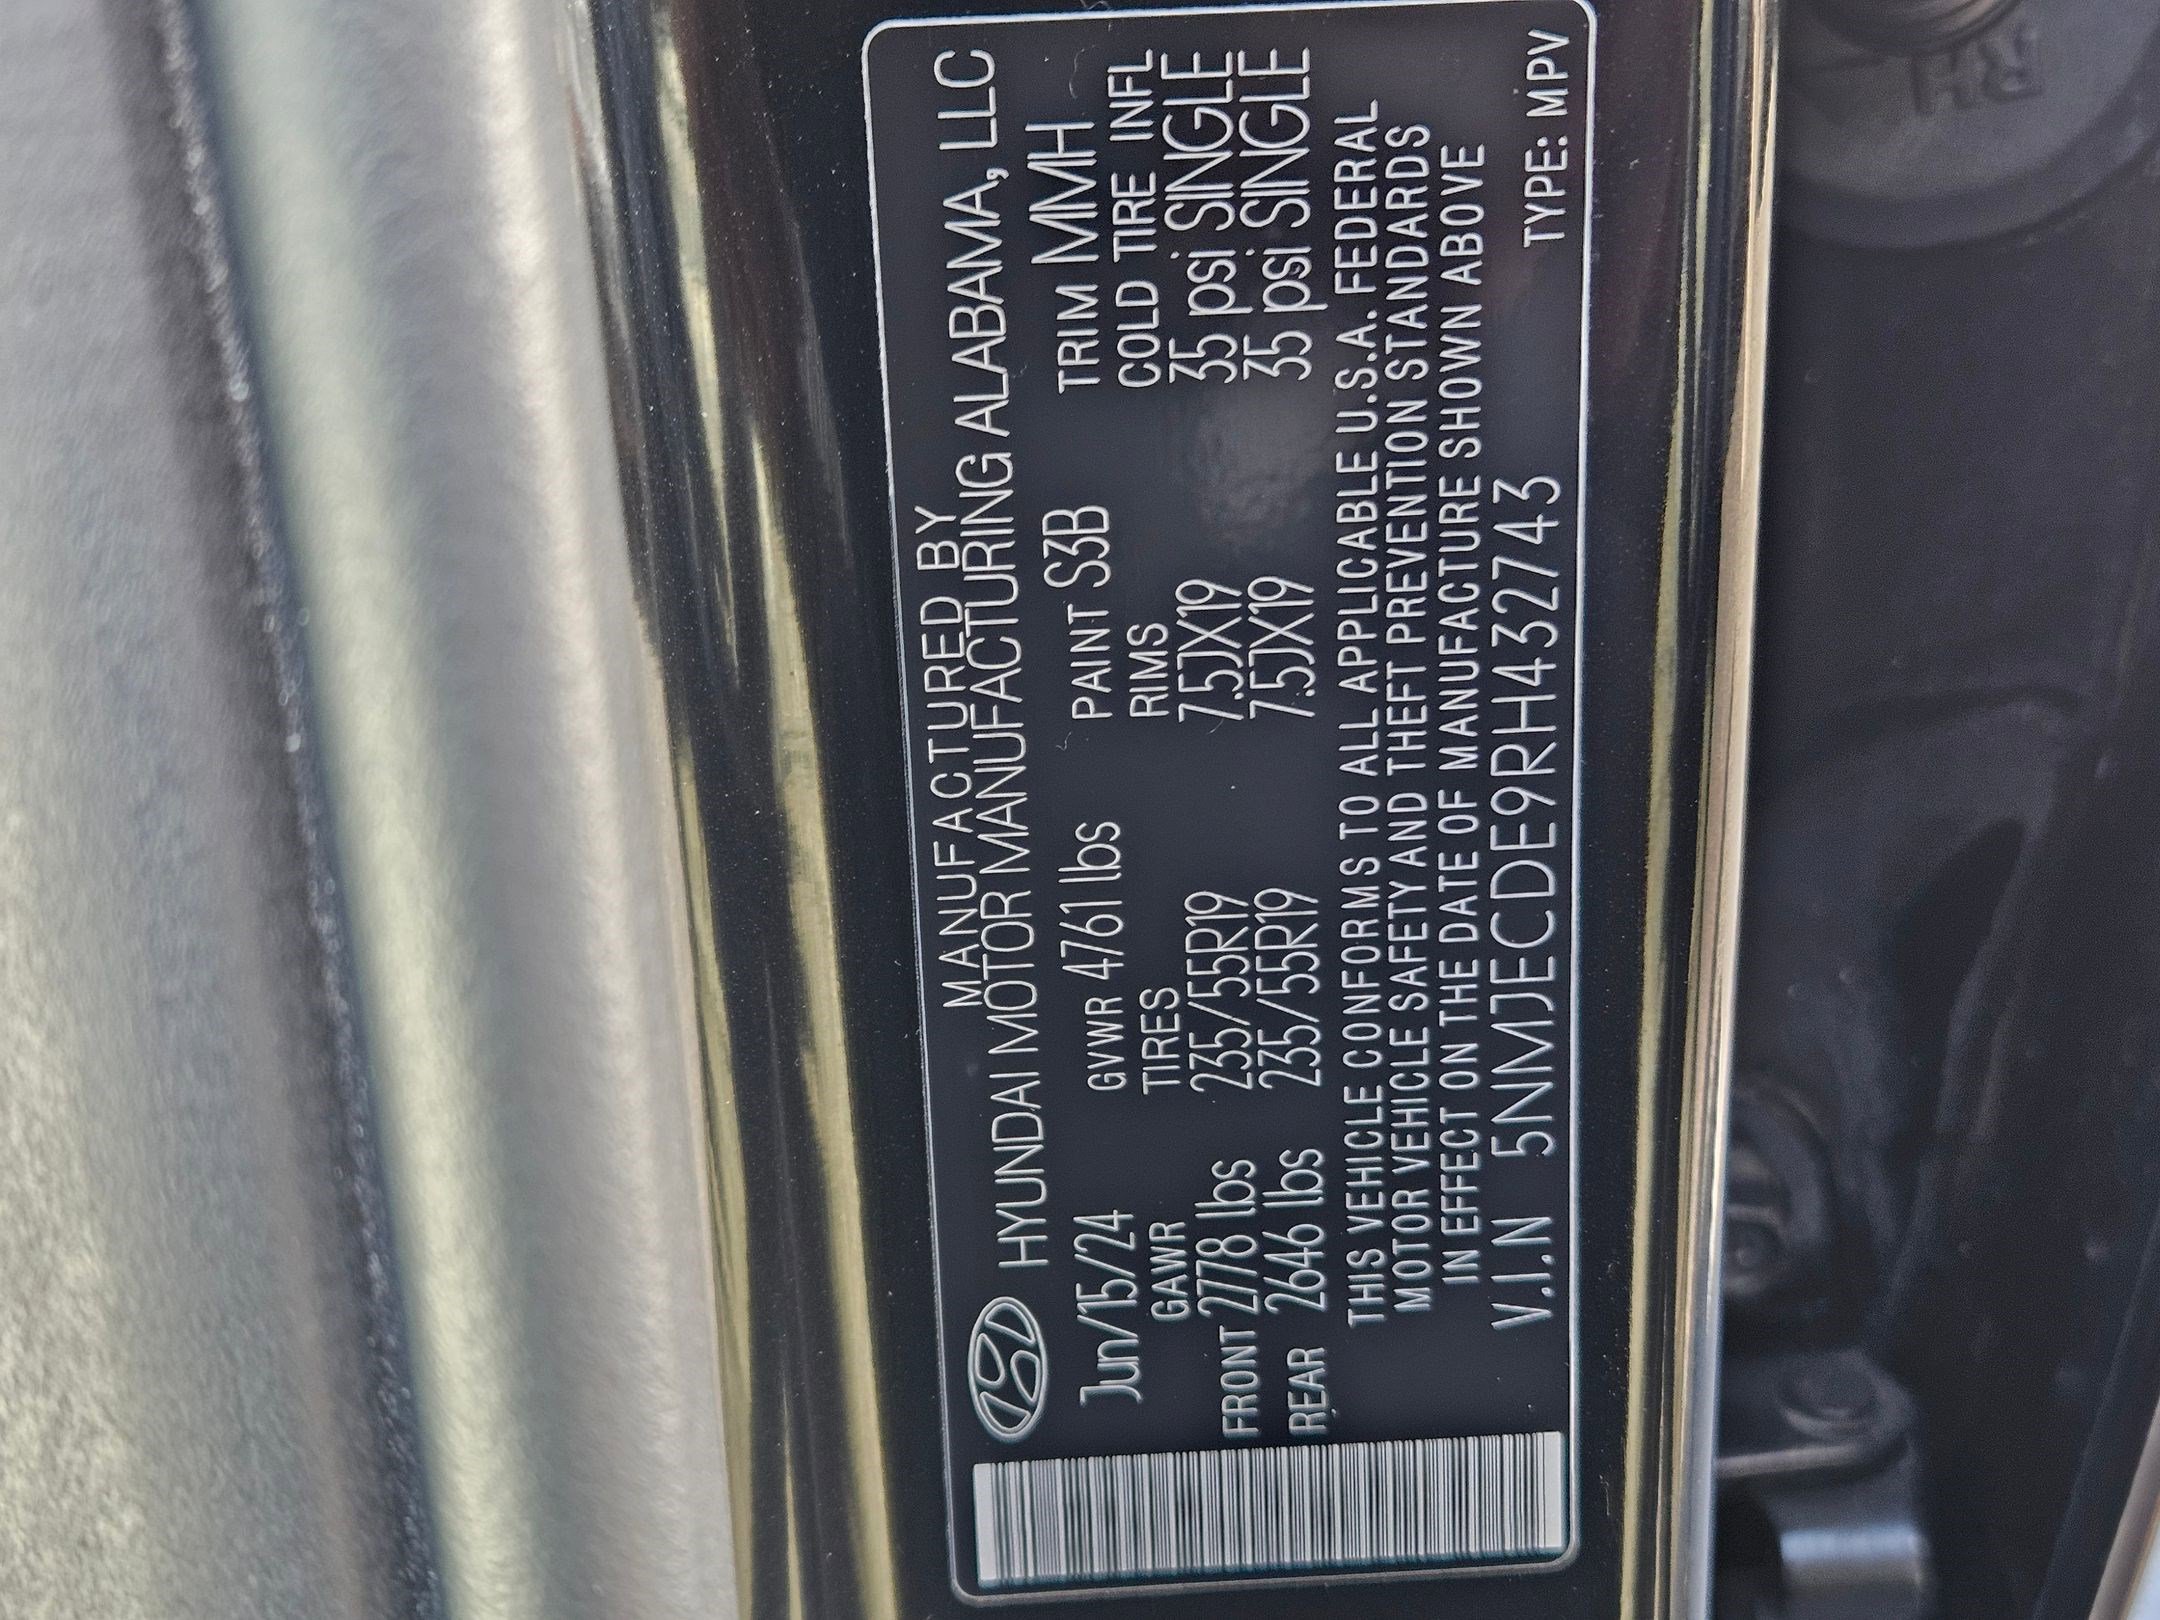 MANUFACTURED BY
HYUNDAI MOTOR MANUFACTURING ALABAMA, LLC
Jun/15/24 GVWR 4761 lbs PAINT S3B TRIM MMH
GAWR TIRES RIMS COLD TIRE INFL
FRONT 2778 lbs 235/55R19 7.5JX19 35 psi SINGLE
REAR 2646 lbs 235/55R19 7.5JX19 35 psi SINGLE
THIS VEHICLE CONFORMS TO ALL APPLICABLE U.S.A. FEDERAL
MOTOR VEHICLE SAFETY AND THEFT PREVENTION STANDARDS
IN EFFECT ON THE DATE OF MANUFACTURE SHOWN ABOVE
V.I.N 5NMJECDE9RH432743 TYPE: MPV
RH